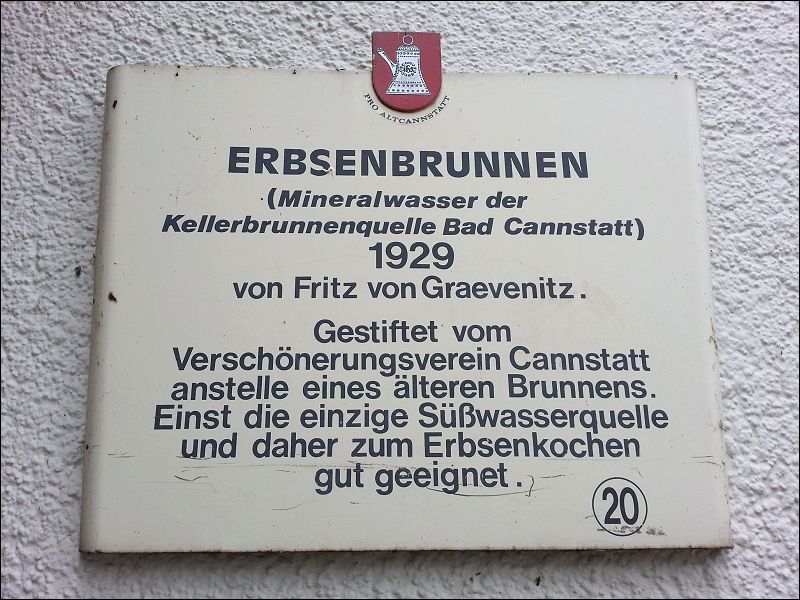 PRO ALTCANNSTATT
ERBSENBRUNNEN
(Mineralwasser der
Kellerbrunnenquelle Bad Cannstatt)
1929
von Fritz von Graevenitz.
Gestiftet vom
Verschönerungsverein Cannstatt
anstelle eines älteren Brunnens.
Einst die einzige Süßwasserquelle
und daher zum Erbsenkochen
gut geeignet.
20